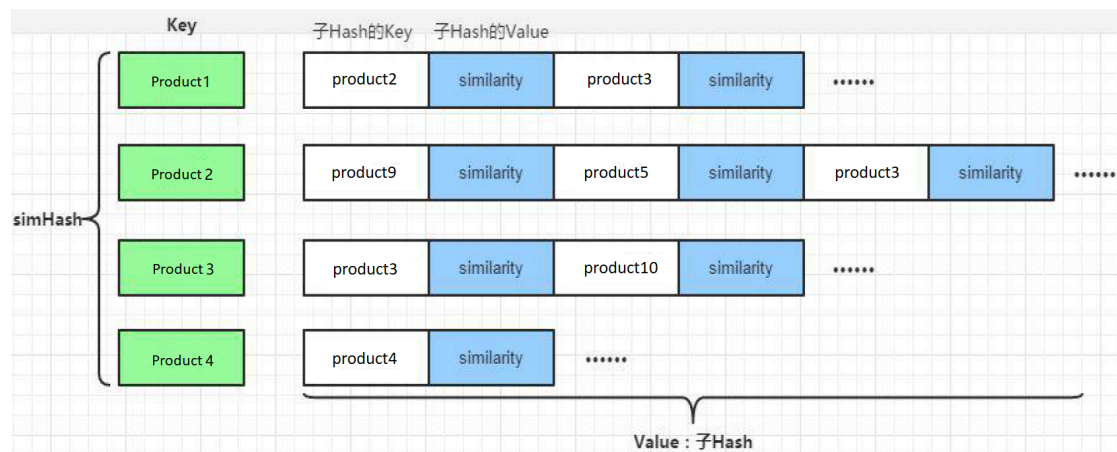 Key
子Hash的Key 子Hash的Value
Product1 product2 similarity product3 similarity ······
Product 2 product9 similarity product5 similarity product3 similarity ······
simHash
Product 3 product3 similarity product10 similarity ······
Product 4 product4 similarity ······
Value：子Hash